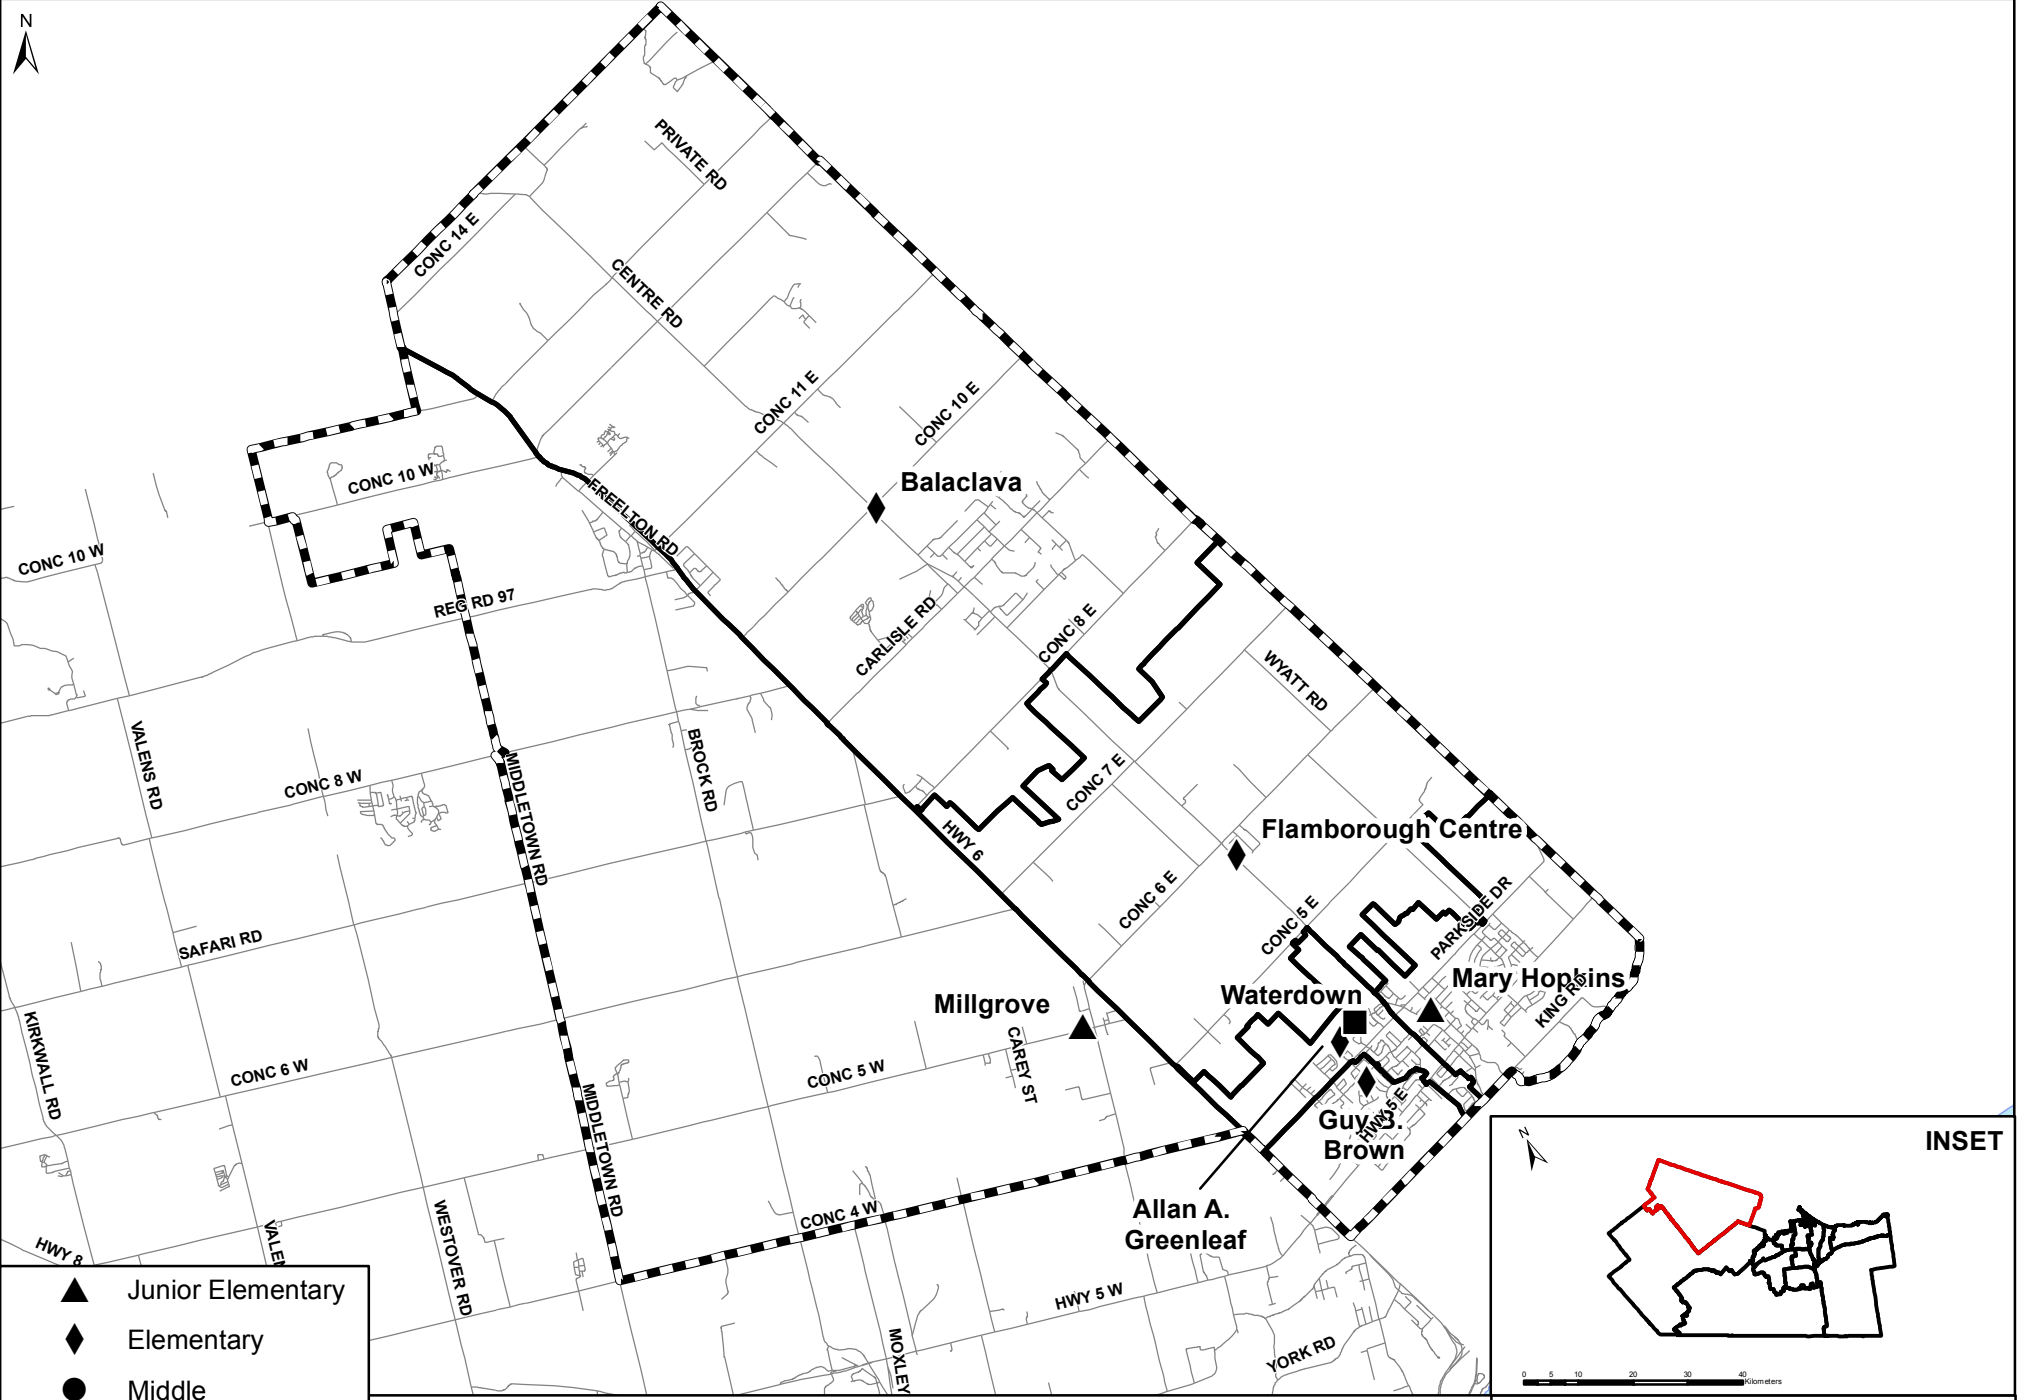 N
PRIVATE RD
CONC 14 E
CENTRE RD
CONC 11 E
CONC 10 E
CONC 10 W
Balaclava
FREELTON RD
CONC 10 W
REG RD 97
CARLISLE RD
CONC 8 E
WYATT RD
VALENS RD
BROCK RD
CONC 8 W
MIDDLETOWN RD
CONC 7 E
HWY 6
Flamborough Centre
CONC 6 E
CONC 5 E
PARKSIDE DR
SAFARI RD
Mary Hopkins
Waterdown
KING RD
Millgrove
KIRKWALL RD
CAREY ST
CONC 6 W
CONC 5 W
MIDDLETOWN RD
HWY 5 E
Guy B.
Brown
Allan A.
Greenleaf
CONC 4 W
WESTOVER RD
VALEN
HWY 8
HWY 5 W
YORK RD
MOXLEY
Junior Elementary
Elementary
Middle
N
INSET
0 5 10 20 30 40
Kilometers